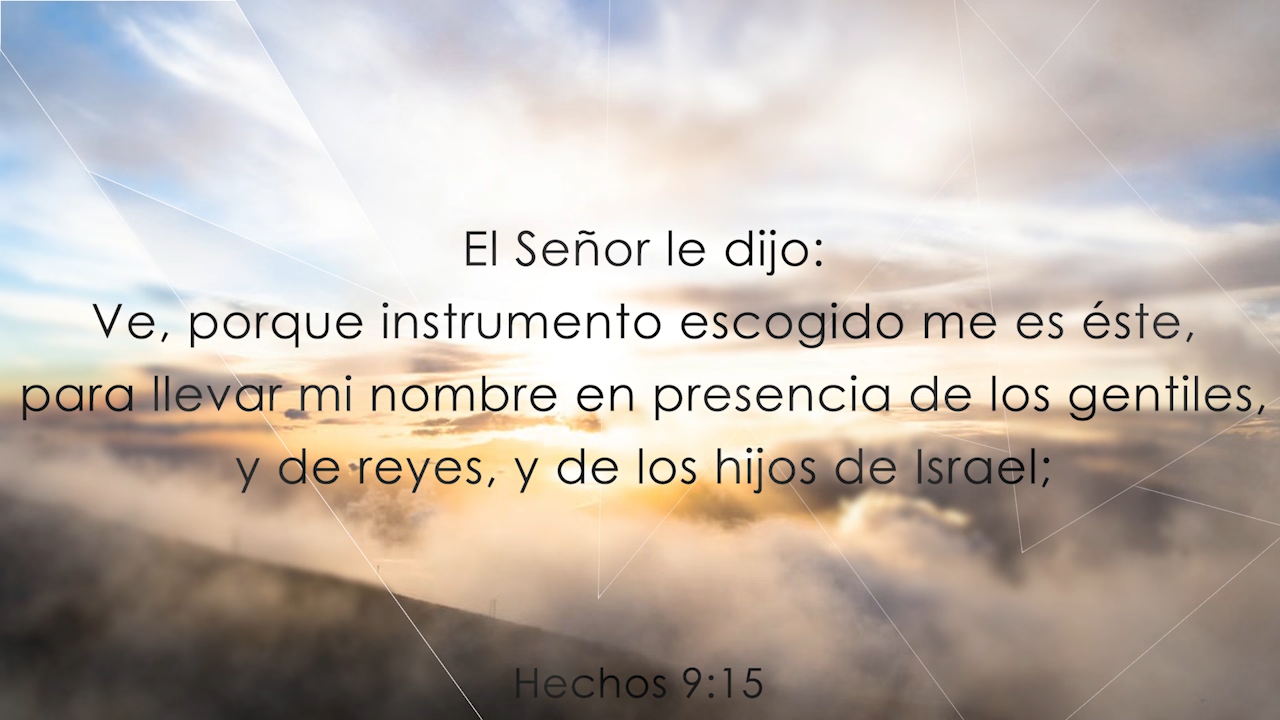 El Señor le dijo:
Ve, porque instrumento escogido me es éste,
para llevar mi nombre en presencia de los gentiles,
y de reyes, y de los hijos de Israel;
Hechos 9:15